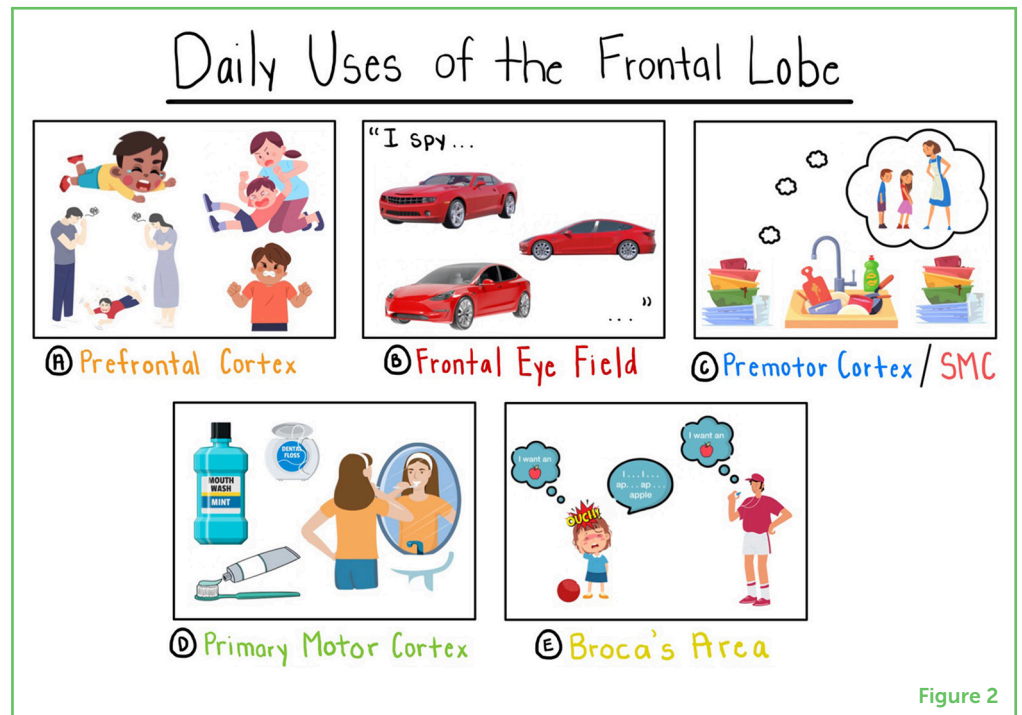 Daily Uses of the Frontal Lobe
"I spy...
..."
A Prefrontal Cortex
B Frontal Eye Field
C Premotor Cortex / SMC
MOUTH
WASH
MINT
DENTAL
FLOSS
I want an
OUCH!
I... I...
ap... ap...
apple
I want an
D Primary Motor Cortex
E Broca's Area
Figure 2